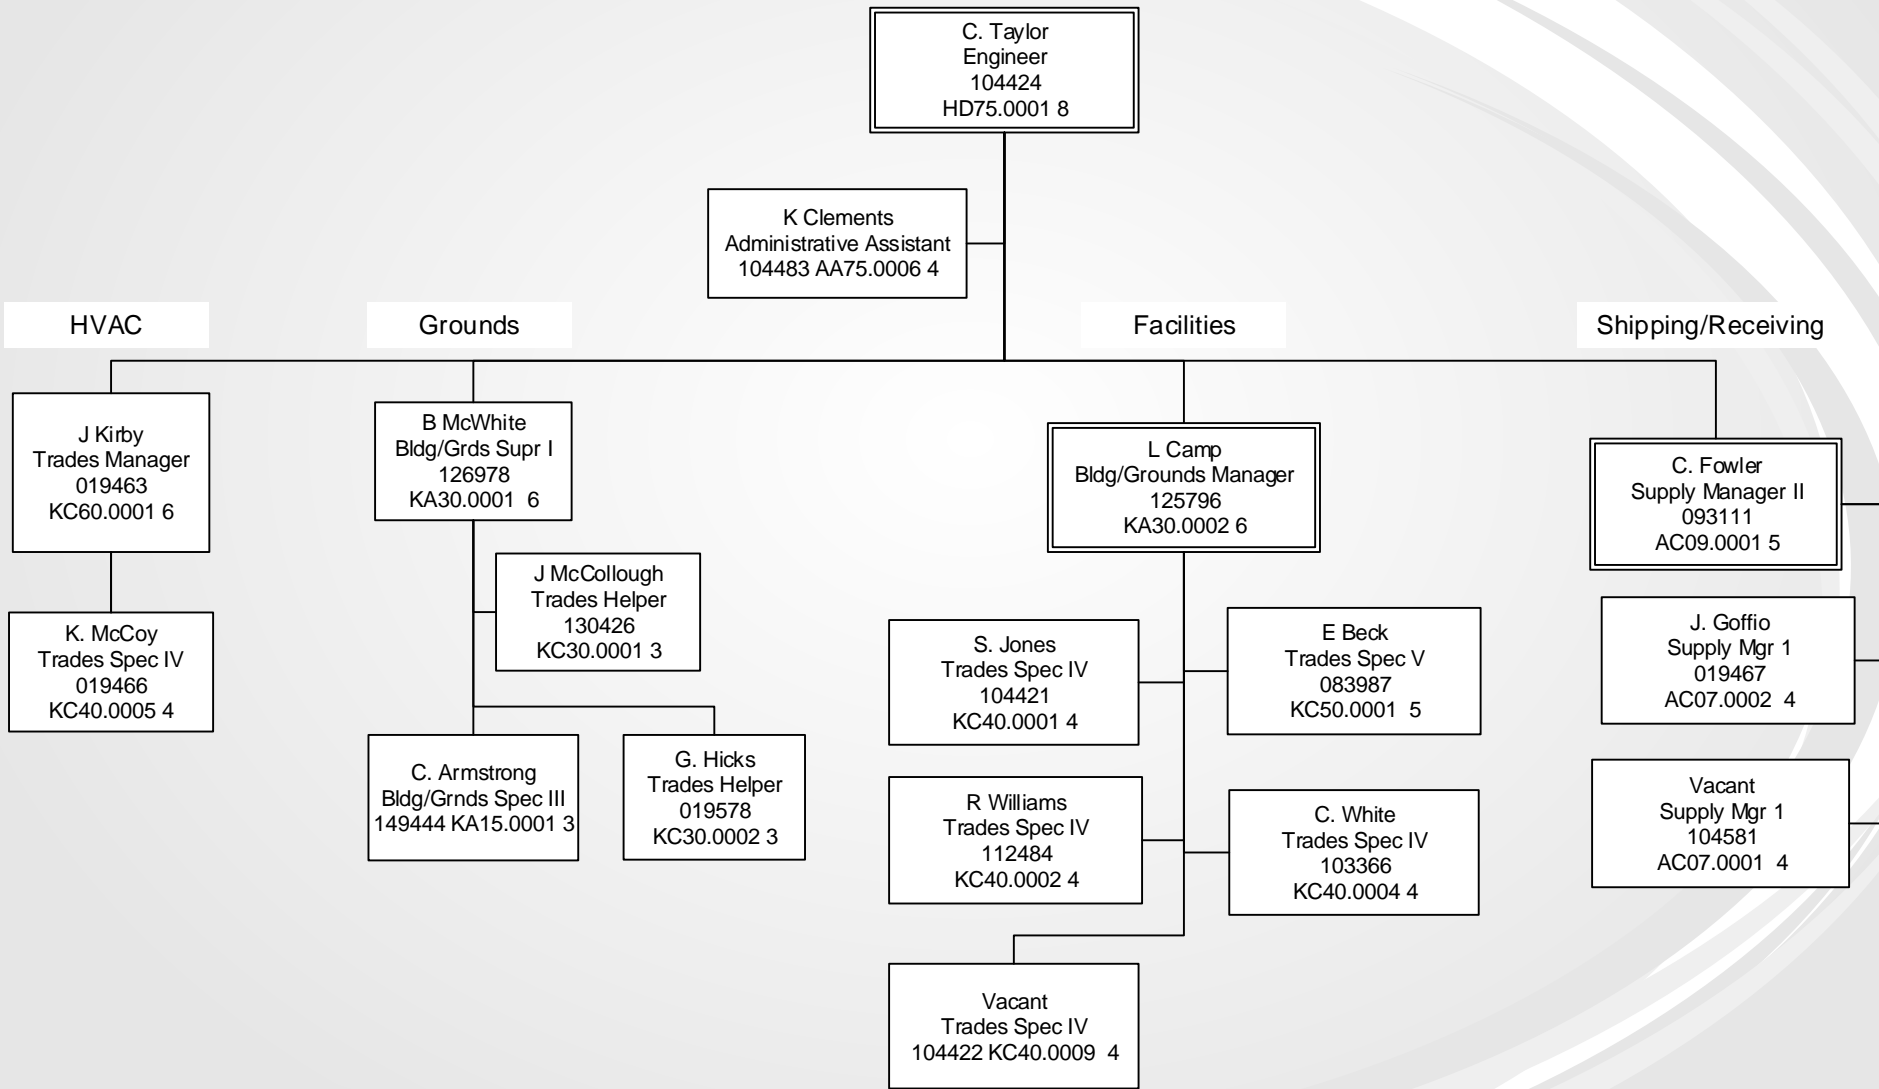 C. Taylor
Engineer
104424
HD75.0001 8
K Clements
Administrative Assistant
104483 AA75.0006 4
HVAC
Grounds
Facilities
Shipping/Receiving
J Kirby
Trades Manager
019463
KC60.0001 6
K. McCoy
Trades Spec IV
019466
KC40.0005 4
B McWhite
Bldg/Grds Supr I
126978
KA30.0001 6
J McCollough
Trades Helper
130426
KC30.0001 3
C. Armstrong
Bldg/Grnds Spec III
149444 KA15.0001 3
G. Hicks
Trades Helper
019578
KC30.0002 3
L Camp
Bldg/Grounds Manager
125796
KA30.0002 6
S. Jones
Trades Spec IV
104421
KC40.0001 4
E Beck
Trades Spec V
083987
KC50.0001 5
R Williams
Trades Spec IV
112484
KC40.0002 4
C. White
Trades Spec IV
103366
KC40.0004 4
Vacant
Trades Spec IV
104422 KC40.0009 4
C. Fowler
Supply Manager II
093111
AC09.0001 5
J. Goffio
Supply Mgr 1
019467
AC07.0002 4
Vacant
Supply Mgr 1
104581
AC07.0001 4